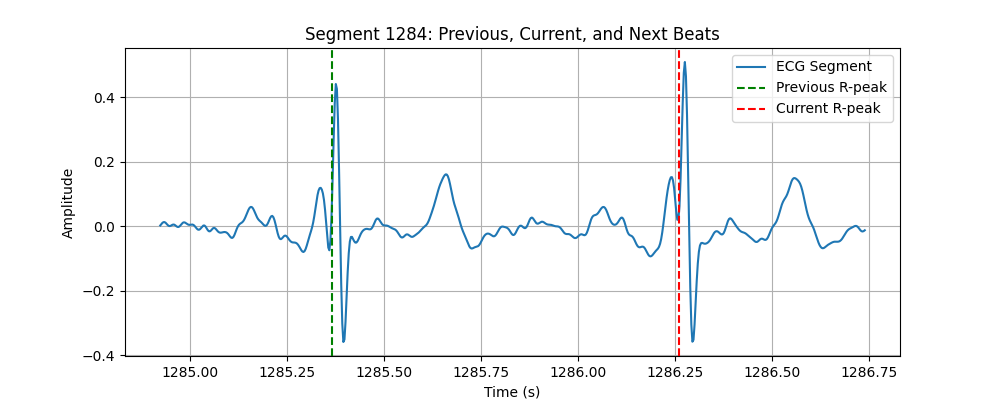 Segment 1284: Previous, Current, and Next Beats
ECG Segment
Previous R-peak
Current R-peak
Amplitude
0.4
0.2
0.0
−0.2
−0.4
1285.00 1285.25 1285.50 1285.75 1286.00 1286.25 1286.50 1286.75
Time (s)